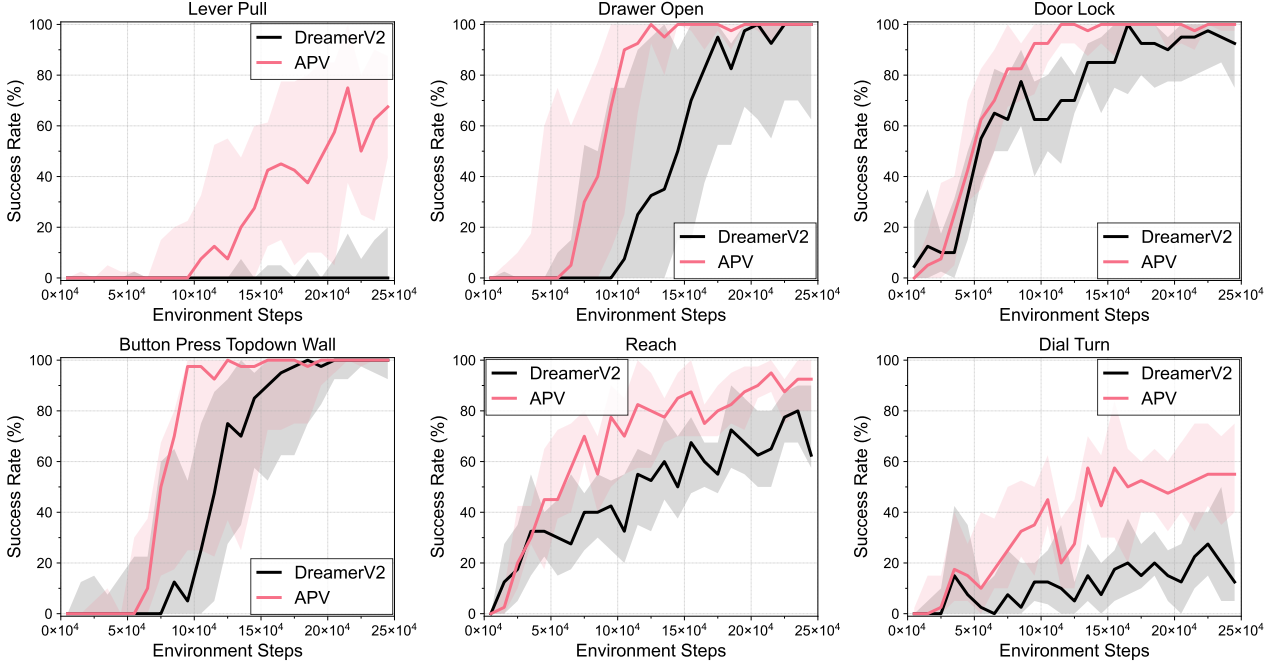 Lever Pull
Success Rate (%)
100
80
60
40
20
0
DreamerV2
APV
0×10⁴ 5×10⁴ 10×10⁴ 15×10⁴ 20×10⁴ 25×10⁴
Environment Steps
Drawer Open
Success Rate (%)
100
80
60
40
20
0
DreamerV2
APV
0×10⁴ 5×10⁴ 10×10⁴ 15×10⁴ 20×10⁴ 25×10⁴
Environment Steps
Door Lock
Success Rate (%)
100
80
60
40
20
0
DreamerV2
APV
0×10⁴ 5×10⁴ 10×10⁴ 15×10⁴ 20×10⁴ 25×10⁴
Environment Steps
Button Press Topdown Wall
Success Rate (%)
100
80
60
40
20
0
DreamerV2
APV
0×10⁴ 5×10⁴ 10×10⁴ 15×10⁴ 20×10⁴ 25×10⁴
Environment Steps
Reach
Success Rate (%)
100
80
60
40
20
0
DreamerV2
APV
0×10⁴ 5×10⁴ 10×10⁴ 15×10⁴ 20×10⁴ 25×10⁴
Environment Steps
Dial Turn
Success Rate (%)
100
80
60
40
20
0
DreamerV2
APV
0×10⁴ 5×10⁴ 10×10⁴ 15×10⁴ 20×10⁴ 25×10⁴
Environment Steps